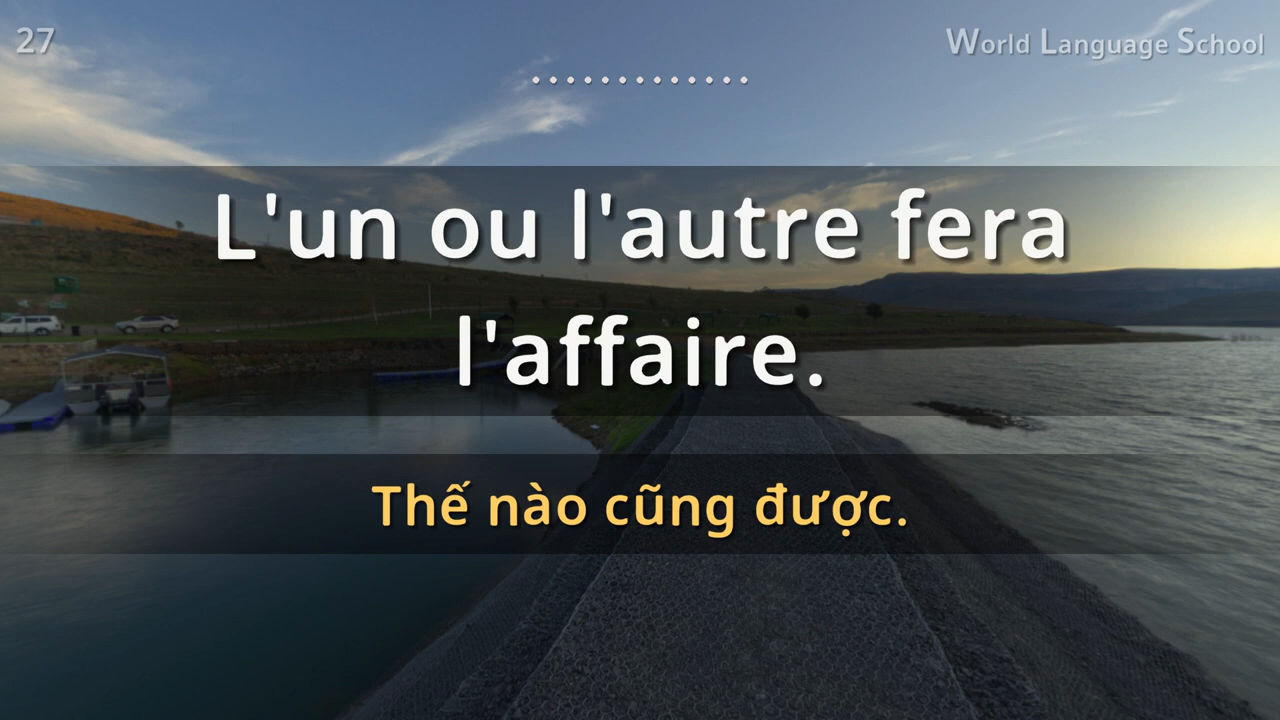 27
World Language School
L'un ou l'autre fera
l'affaire.
Thế nào cũng được.